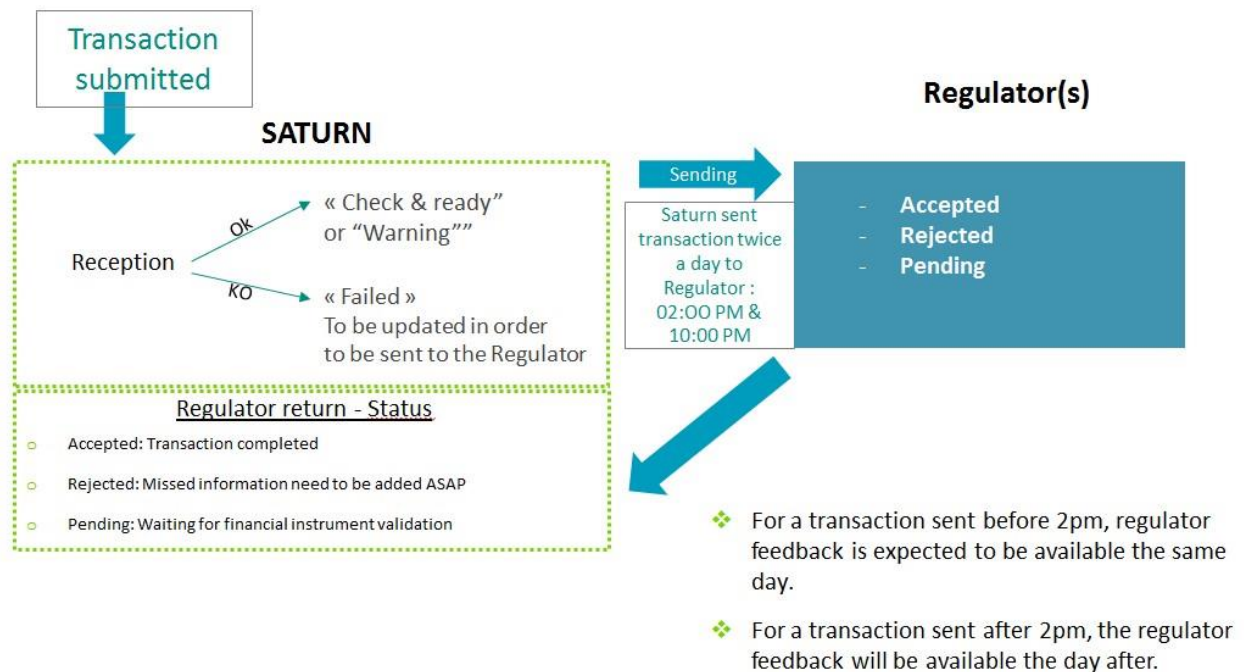 Transaction
submitted
SATURN
Regulator(s)
Reception
Ok
« Check & ready”
or “Warning””
KO
« Failed »
To be updated in order
to be sent to the Regulator
Sending
Saturn sent
transaction twice
a day to
Regulator :
02:OO PM &
10:00 PM
- Accepted
- Rejected
- Pending
Regulator return - Status
o Accepted: Transaction completed
o Rejected: Missed information need to be added ASAP
o Pending: Waiting for financial instrument validation
❖ For a transaction sent before 2pm, regulator
feedback is expected to be available the same
day.
❖ For a transaction sent after 2pm, the regulator
feedback will be available the day after.